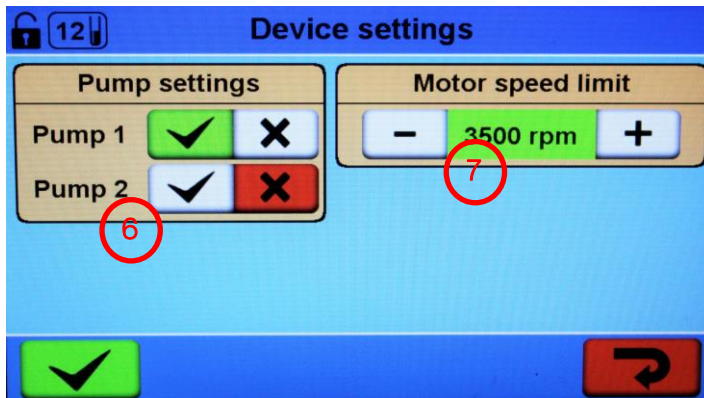 12
Device settings
Pump settings
Pump 1
Pump 2
6
Motor speed limit
- 3500 rpm +
7